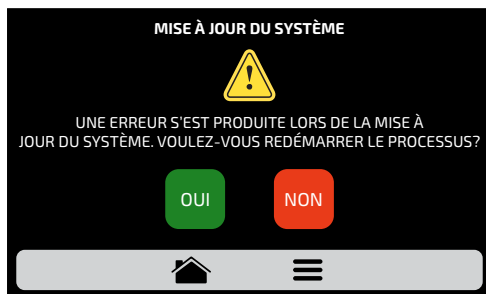 MISE À JOUR DU SYSTÈME
UNE ERREUR S'EST PRODUITE LORS DE LA MISE À
JOUR DU SYSTÈME. VOULEZ-VOUS REDÉMARRER LE PROCESSUS?
OUI
NON